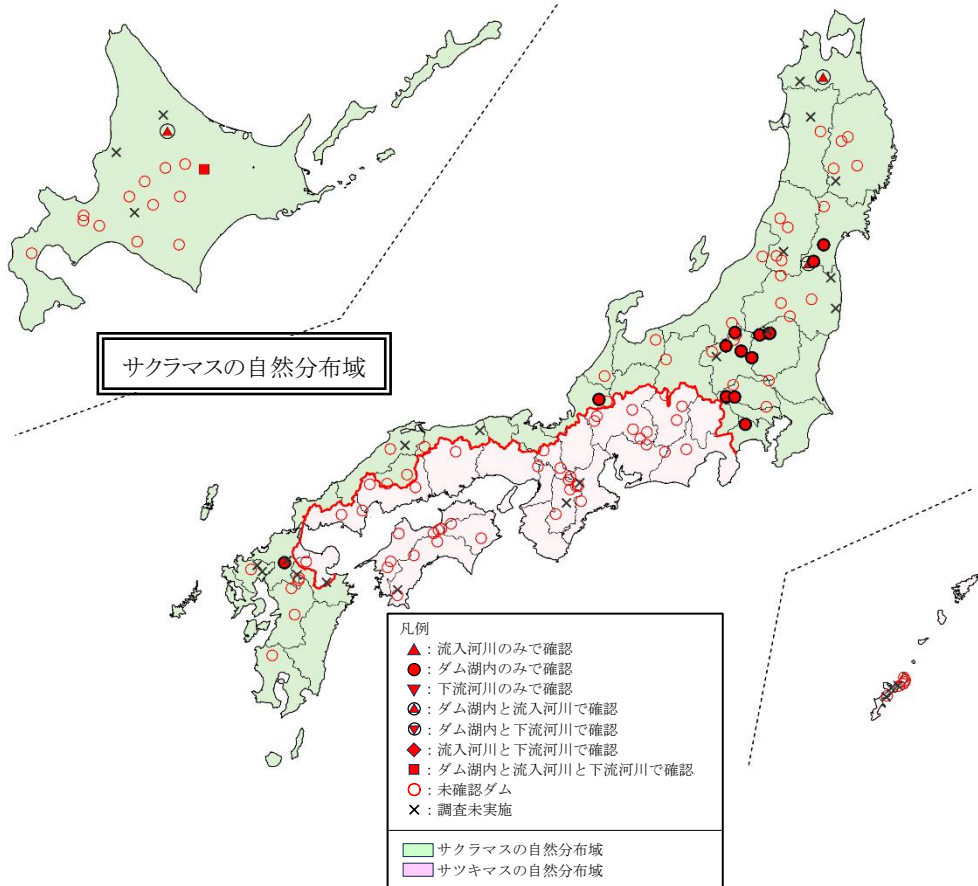 サクラマスの自然分布域
凡例
▲：流入河川のみで確認
●：ダム湖内のみで確認
▼：下流河川のみで確認
：ダム湖内と流入河川で確認
：ダム湖内と下流河川で確認
◆：流入河川と下流河川で確認
■：ダム湖内と流入河川と下流河川で確認
○：未確認ダム
×：調査未実施
サクラマスの自然分布域
サツキマスの自然分布域